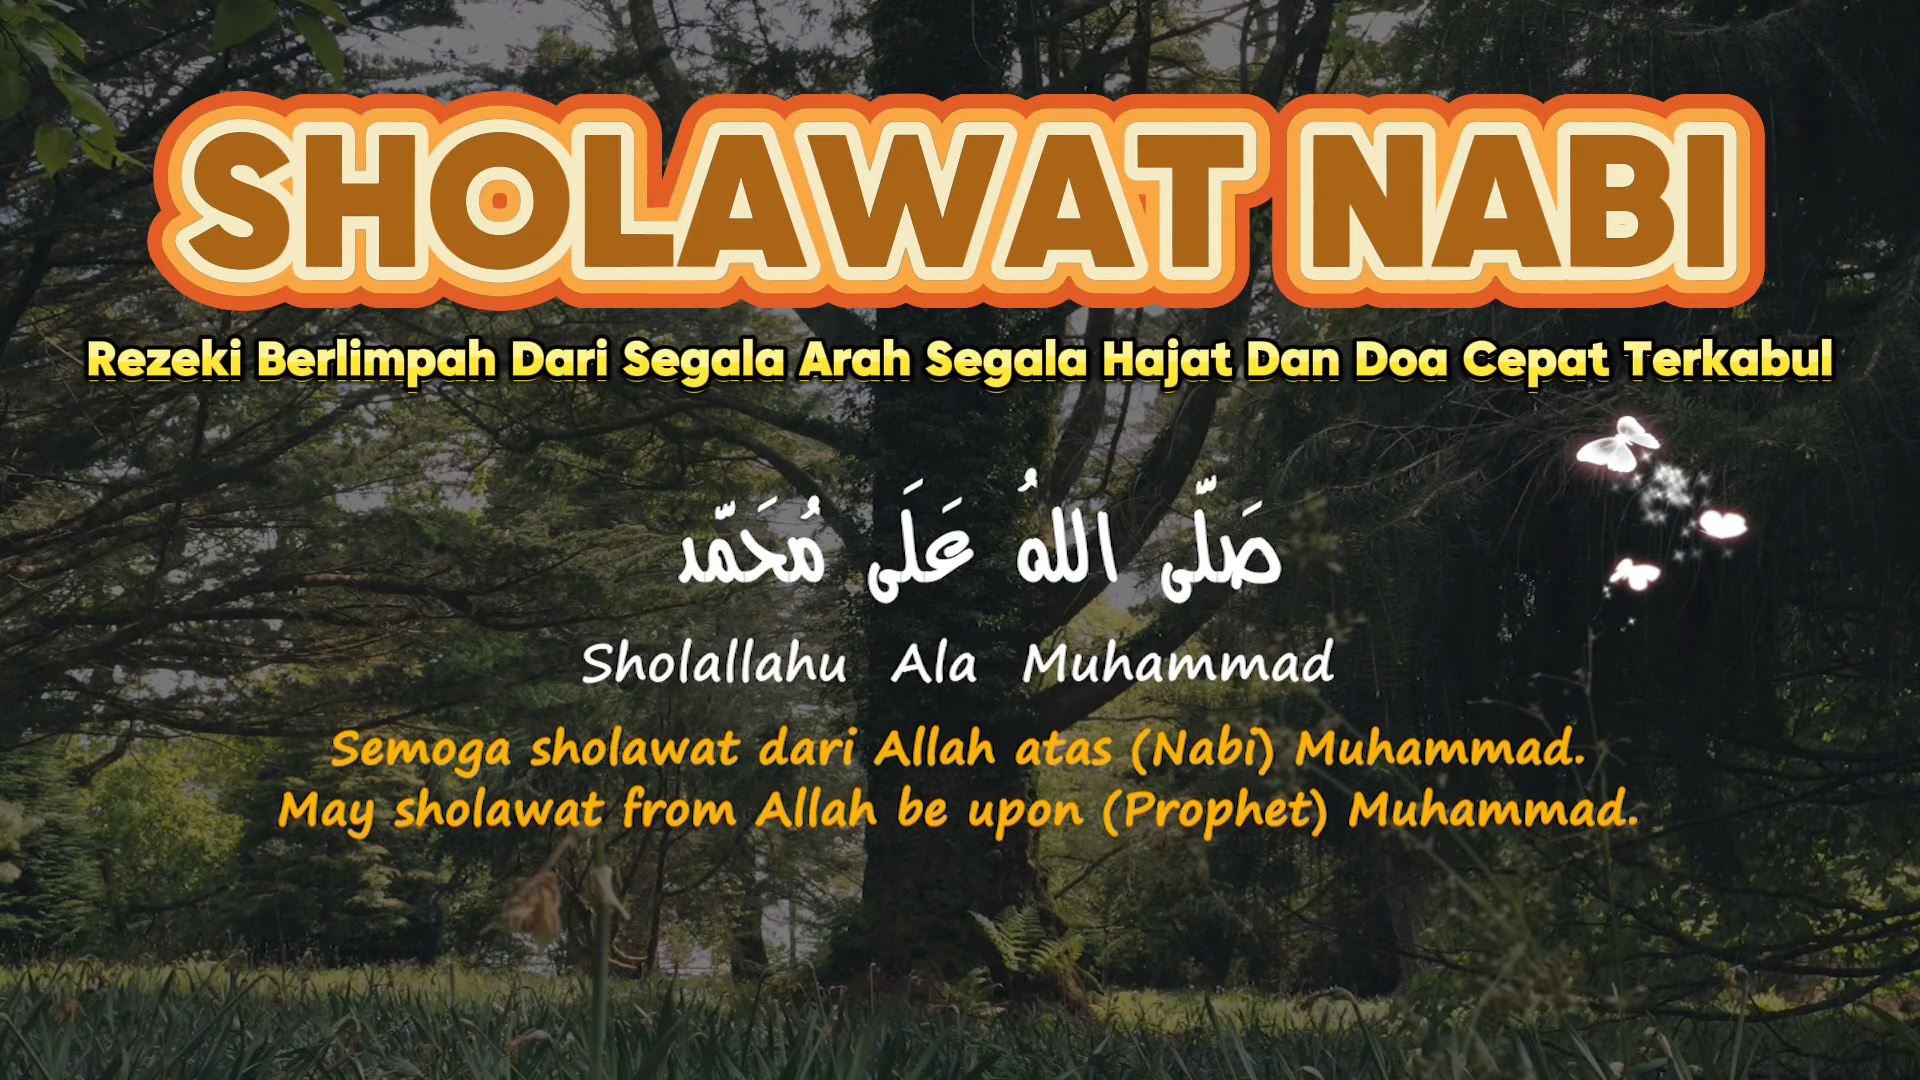 SHOLAWAT NABI
Rezeki Berlimpah Dari Segala Arah Segala Hajat Dan Doa Cepat Terkabul
صَلَّى اللهُ عَلَى مُحَمَّد
Sholallahu Ala Muhammad
Semoga sholawat dari Allah atas (Nabi) Muhammad.
May sholawat from Allah be upon (Prophet) Muhammad.